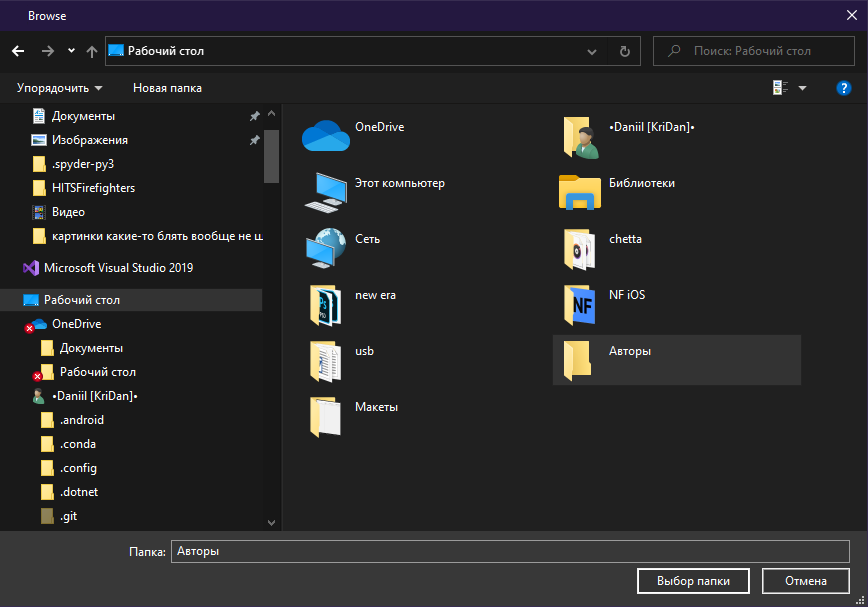 Browse
Рабочий стол
Поиск: Рабочий стол
Упорядочить
Новая папка
?
Документы
Изображения
.spyder-py3
HITSFirefighters
Видео
картинки какие-то блять вообще не ш
Microsoft Visual Studio 2019
Рабочий стол
OneDrive
Документы
Рабочий стол
•Daniil [KriDan]•
.android
.conda
.config
.dotnet
.git
OneDrive
•Daniil [KriDan]•
Этот компьютер
Библиотеки
Сеть
chetta
new era
NF iOS
NF
usb
Авторы
Макеты
Папка:
Авторы
Выбор папки
Отмена